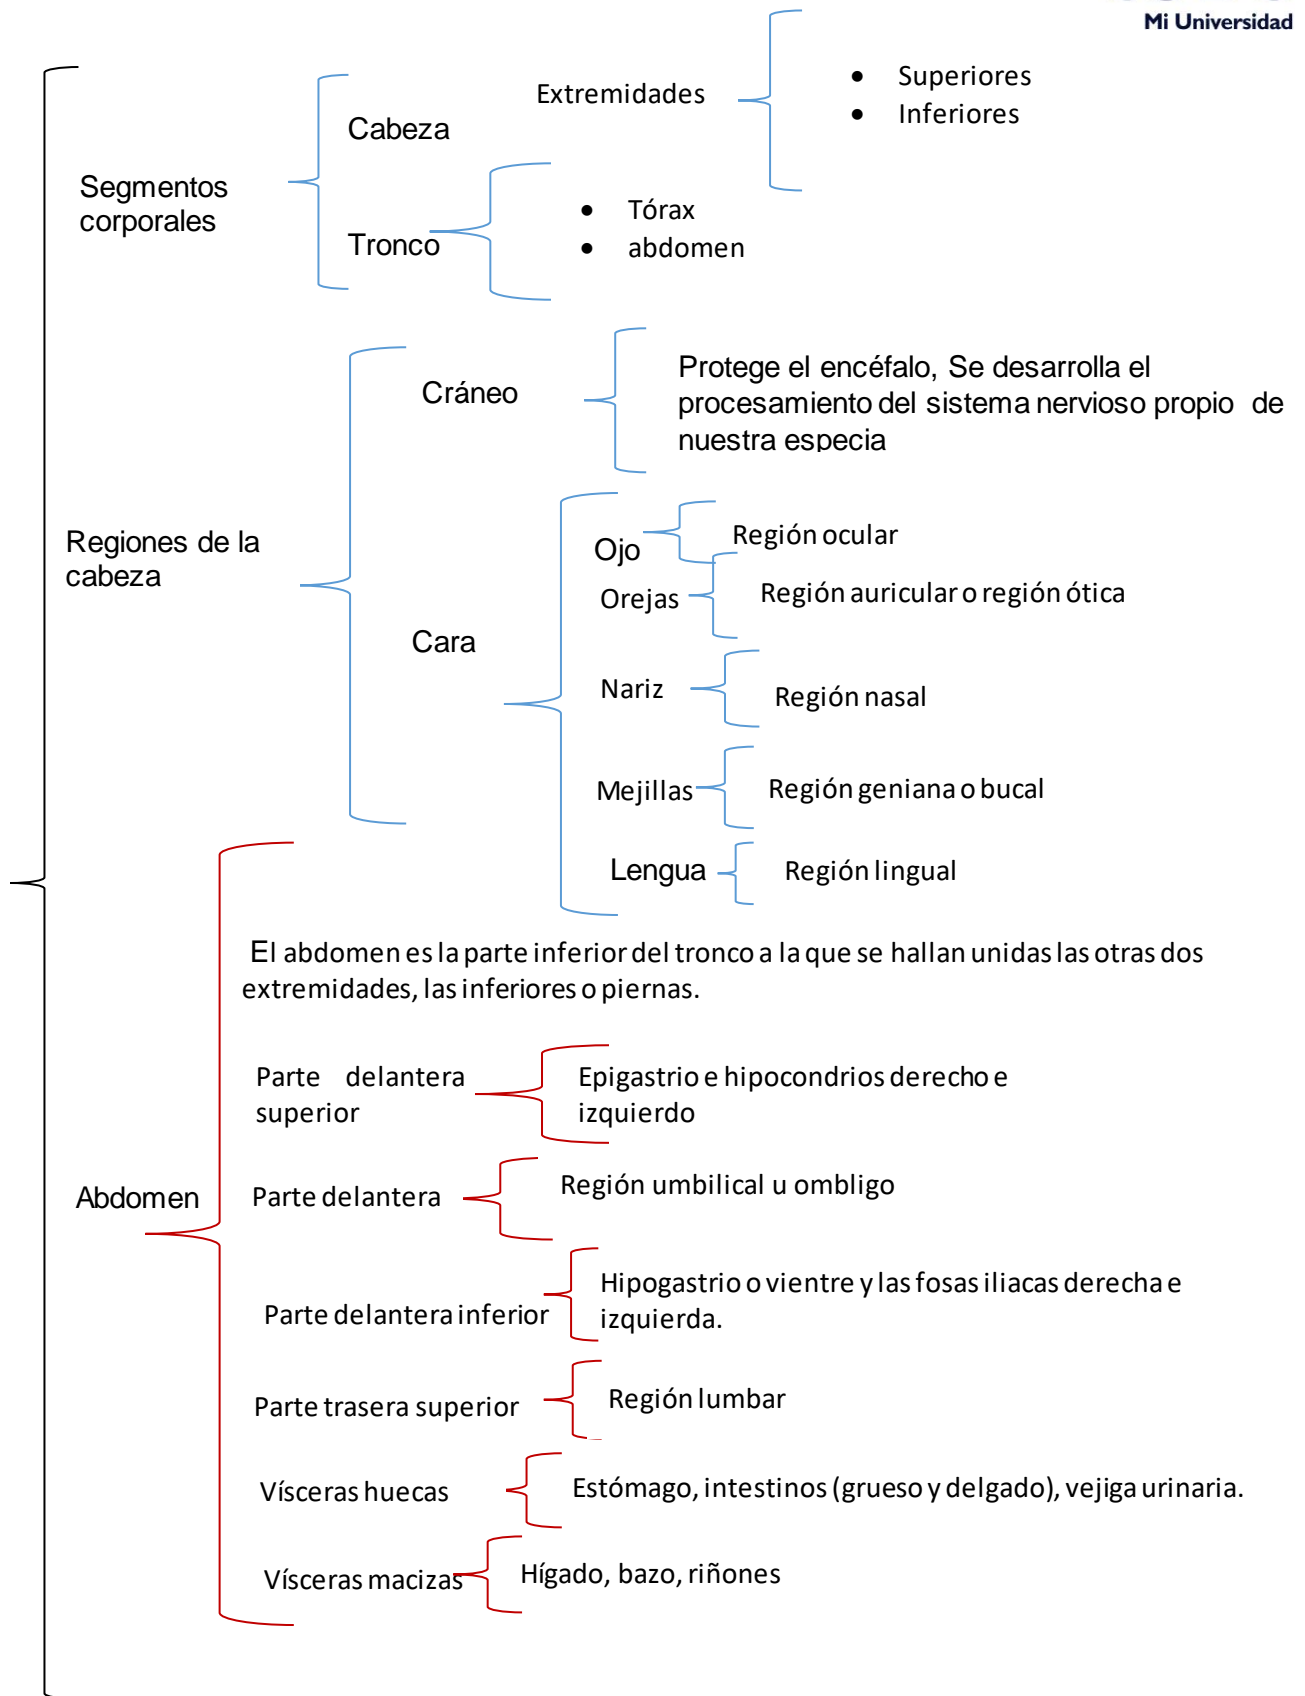 Mi Universidad
Segmentos
corporales
Cabeza
Extremidades
• Superiores
• Inferiores
Tronco
• Tórax
• abdomen
Regiones de la
cabeza
Cráneo
Protege el encéfalo, Se desarrolla el
procesamiento del sistema nervioso propio de
nuestra especia
Cara
Ojo
Región ocular
Orejas
Región auricular o región ótica
Nariz
Región nasal
Mejillas
Región geniana o bucal
Lengua
Región lingual
Abdomen
El abdomen es la parte inferior del tronco a la que se hallan unidas las otras dos
extremidades, las inferiores o piernas.
Parte delantera
superior
Epigastrio e hipocondrios derecho e
izquierdo
Parte delantera
Región umbilical u ombligo
Parte delantera inferior
Hipogastrio o vientre y las fosas iliacas derecha e
izquierda.
Parte trasera superior
Región lumbar
Vísceras huecas
Estómago, intestinos (grueso y delgado), vejiga urinaria.
Vísceras macizas
Hígado, bazo, riñones